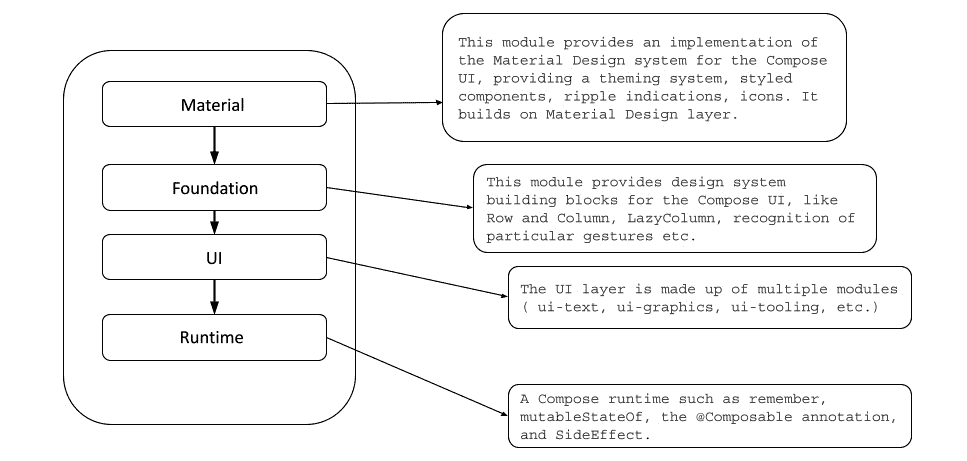 Material
This module provides an implementation of
the Material Design system for the Compose
UI, providing a theming system, styled
components, ripple indications, icons. It
builds on Material Design layer.
Foundation
This module provides design system
building blocks for the Compose UI, like
Row and Column, LazyColumn, recognition of
particular gestures etc.
UI
The UI layer is made up of multiple modules
( ui-text, ui-graphics, ui-tooling, etc.)
Runtime
A Compose runtime such as remember,
mutableStateOf, the @Composable annotation,
and SideEffect.